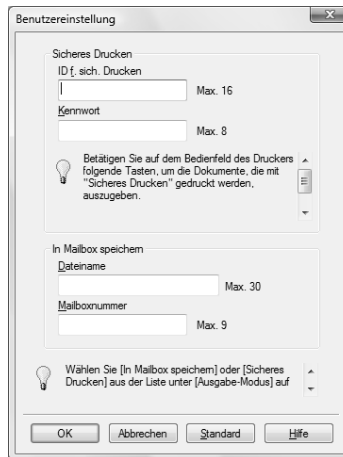 Benutzereinstellung
Sicheres Drucken
ID f. sich. Drucken
Max. 16
Kennwort
Max. 8
Betätigen Sie auf dem Bedienfeld des Druckers
folgende Tasten, um die Dokumente, die mit
"Sicheres Drucken" gedruckt werden,
auszugeben.
In Mailbox speichern
Dateiname
Max. 30
Mailboxnummer
Max. 9
Wählen Sie [In Mailbox speichern] oder [Sicheres
Drucken] aus der Liste unter [Ausgabe-Modus] auf
OK Abbrechen Standard Hilfe